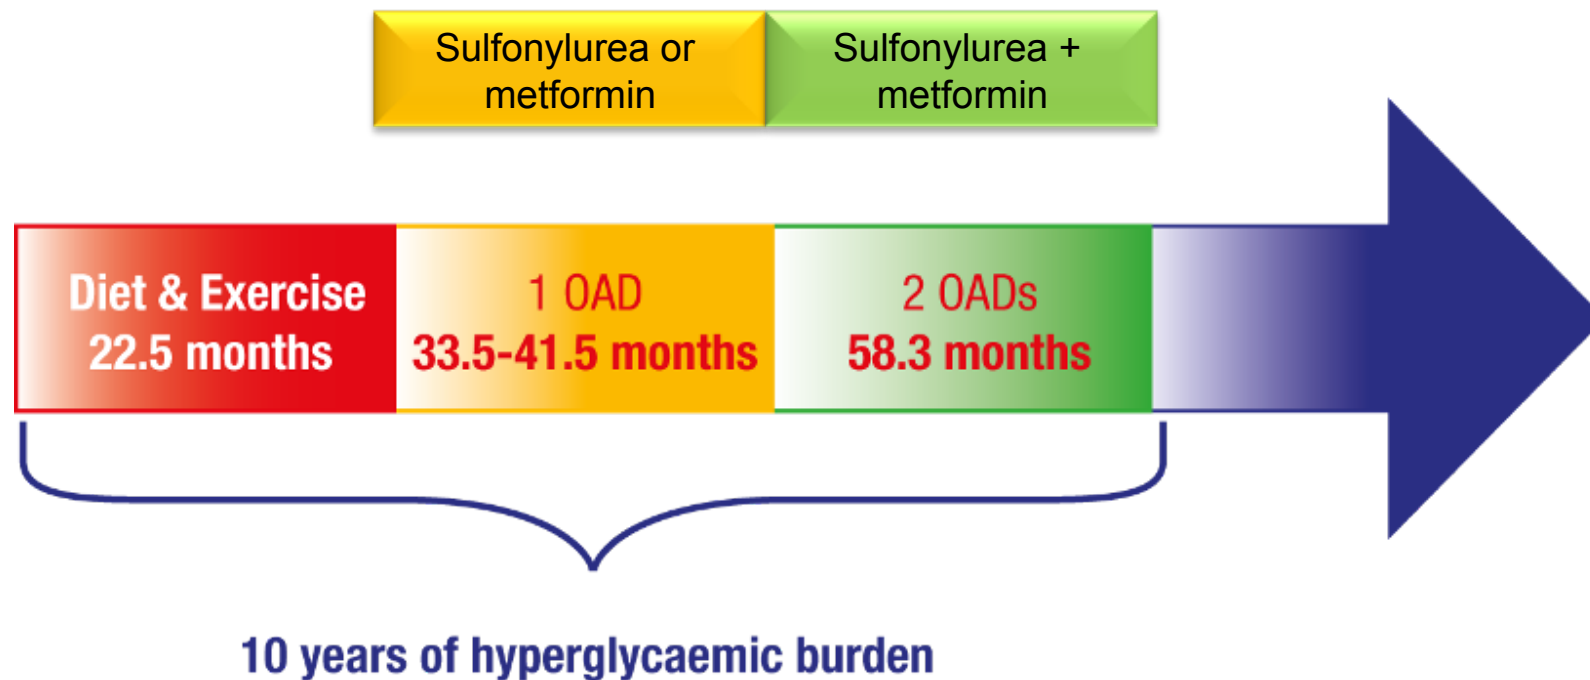 Sulfonylurea or
metformin
Sulfonylurea +
metformin
Diet & Exercise
22.5 months
1 OAD
33.5-41.5 months
2 OADs
58.3 months
10 years of hyperglycaemic burden